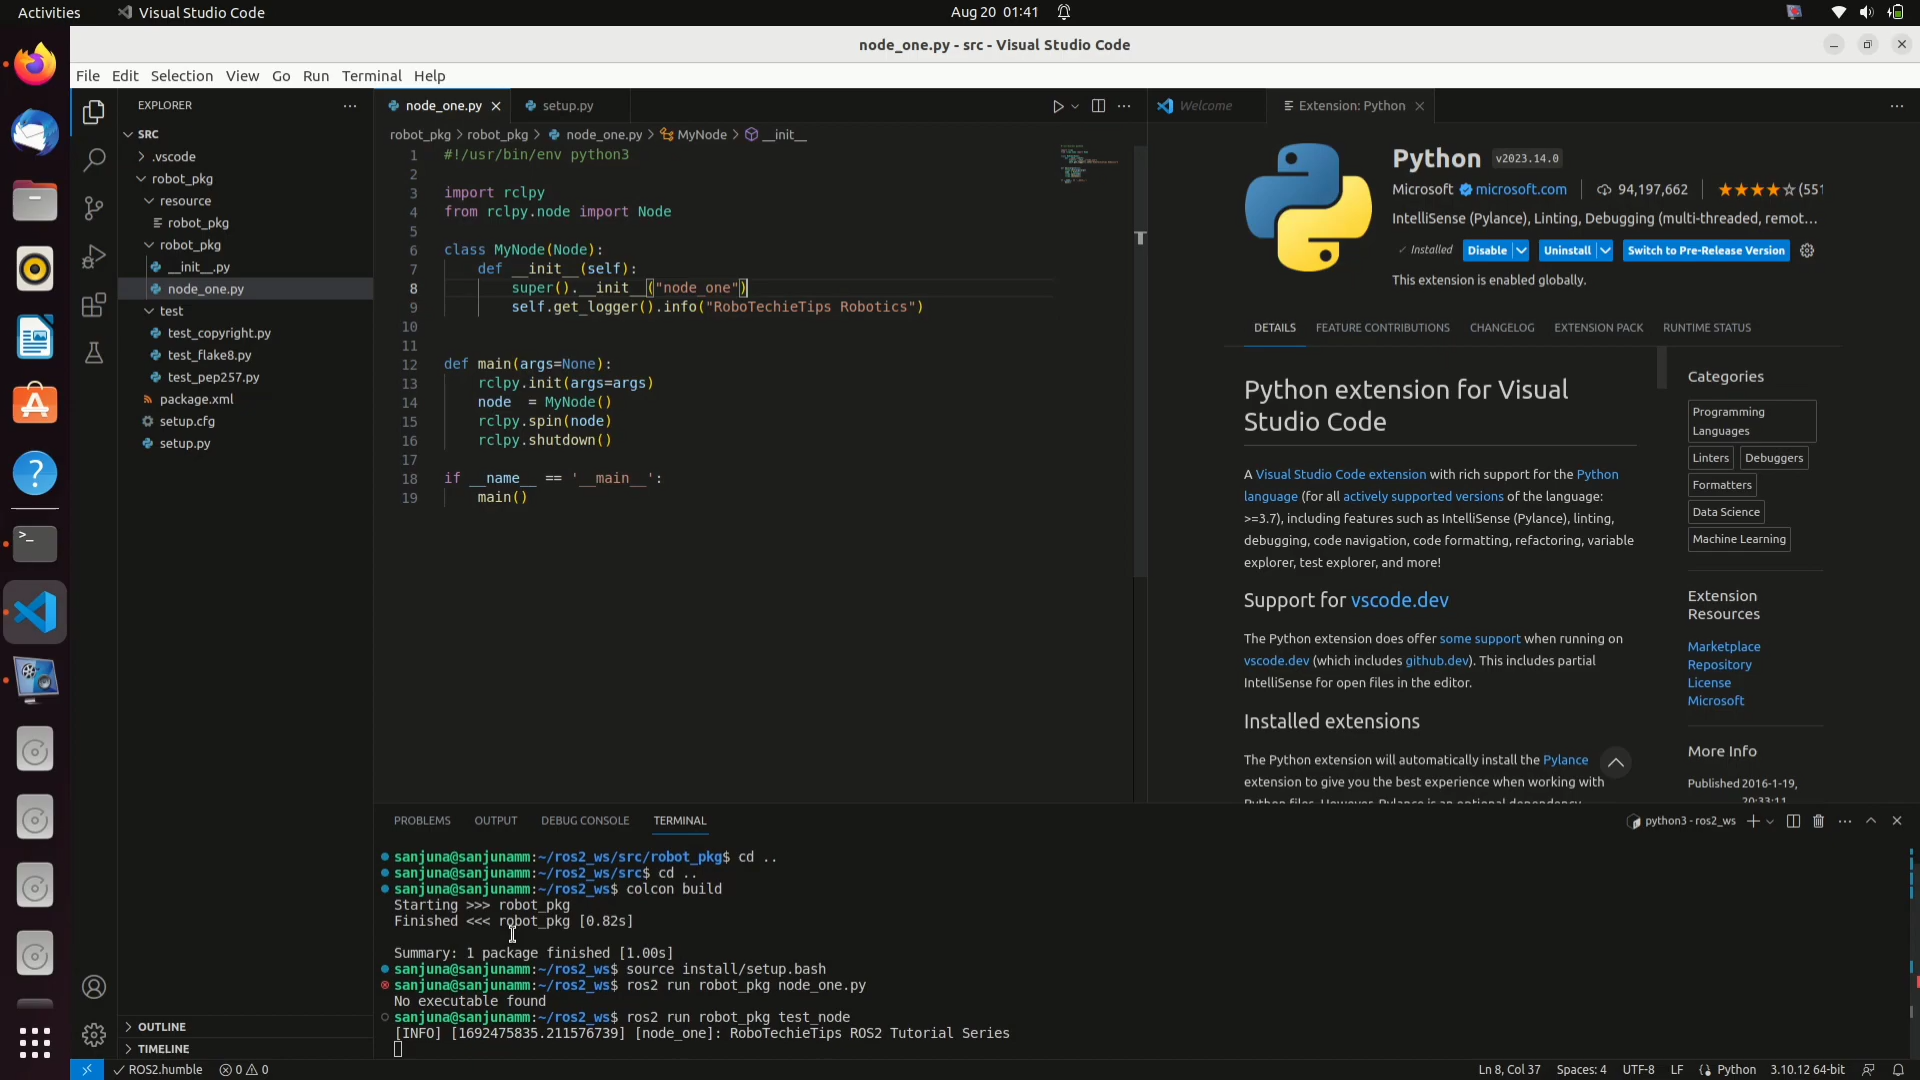 Activities
Visual Studio Code
Aug 20 01:41
node_one.py - src - Visual Studio Code
File Edit Selection View Go Run Terminal Help
EXPLORER
SRC
.vscode
robot_pkg
resource
robot_pkg
robot_pkg
__init__.py
node_one.py
test
test_copyright.py
test_flake8.py
test_pep257.py
package.xml
setup.cfg
setup.py
OUTLINE
TIMELINE
node_one.py
setup.py
robot_pkg > robot_pkg > node_one.py > MyNode > __init__
1 #!/usr/bin/env python3
2
3 import rclpy
4 from rclpy.node import Node
5
6 class MyNode(Node):
7 def __init__(self):
8 super().__init__("node_one")
9 self.get_logger().info("RoboTechieTips Robotics")
10
11
12 def main(args=None):
13 rclpy.init(args=args)
14 node  = MyNode()
15 rclpy.spin(node)
16 rclpy.shutdown()
17
18 if __name__ == '__main__':
19 main()
Welcome
Extension: Python
Python v2023.14.0
Microsoft microsoft.com 94,197,662 (551
IntelliSense (Pylance), Linting, Debugging (multi-threaded, remot...
Installed Disable Uninstall Switch to Pre-Release Version
This extension is enabled globally.
DETAILS FEATURE CONTRIBUTIONS CHANGELOG EXTENSION PACK RUNTIME STATUS
Python extension for Visual
Studio Code
A Visual Studio Code extension with rich support for the Python
language (for all actively supported versions of the language:
>=3.7), including features such as IntelliSense (Pylance), linting,
debugging, code navigation, code formatting, refactoring, variable
explorer, test explorer, and more!
Support for vscode.dev
The Python extension does offer some support when running on
vscode.dev (which includes github.dev). This includes partial
IntelliSense for open files in the editor.
Installed extensions
The Python extension will automatically install the Pylance
extension to give you the best experience when working with
Python files. However, Pylance is an optional dependency,
Categories
Programming
Languages
Linters
Debuggers
Formatters
Data Science
Machine Learning
Extension
Resources
Marketplace
Repository
License
Microsoft
More Info
Published 2016-1-19,
20:33:11
PROBLEMS OUTPUT DEBUG CONSOLE TERMINAL
python3 - ros2_ws
sanjuna@sanjunamm:~/ros2_ws/src/robot_pkg$ cd ..
sanjuna@sanjunamm:~/ros2_ws/src$ cd ..
sanjuna@sanjunamm:~/ros2_ws$ colcon build
Starting >>> robot_pkg
Finished <<< robot_pkg [0.82s]
Summary: 1 package finished [1.00s]
sanjuna@sanjunamm:~/ros2_ws$ source install/setup.bash
sanjuna@sanjunamm:~/ros2_ws$ ros2 run robot_pkg node_one.py
No executable found
sanjuna@sanjunamm:~/ros2_ws$ ros2 run robot_pkg test_node
[INFO] [1692475835.211576739] [node_one]: RoboTechieTips ROS2 Tutorial Series
ROS2.humble 0 0
Ln 8, Col 37 Spaces: 4 UTF-8 LF Python 3.10.12 64-bit